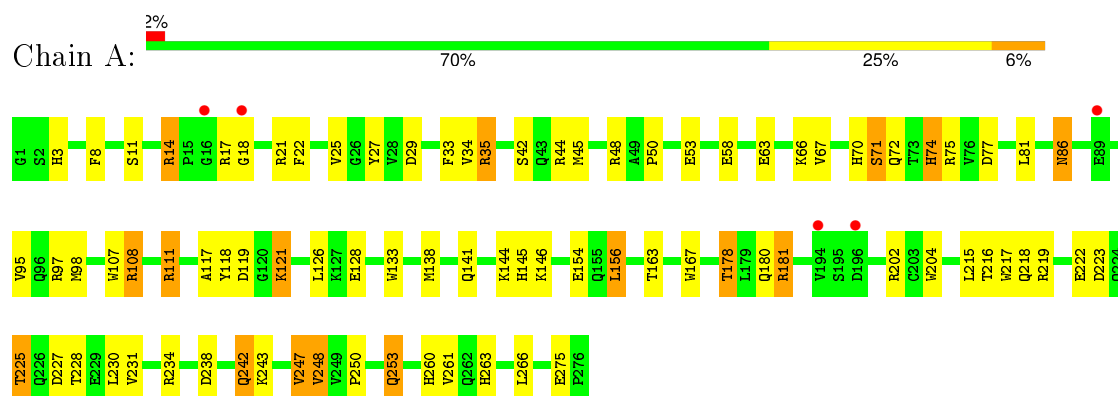 2%
Chain A:
70% 25% 6%
G1 S2 H3 F8 S11 R14 P15 G16 R17 G18 R21 F22 V25 G26 Y27 V28 D29 F33 V34 R35 S42 Q43 R44 M45 R48 A49 P50 E53 E58 E63 K66 V67 H70 S71 Q72 T73 H74 R75 V76 D77 L81 N86 E89
V95 Q96 R97 M98 W107 R108 R111 A117 Y118 D119 G120 K121 L126 K127 E128 W133 M138 Q141 K144 H145 K146 E154 Q155 L156 T163 W167 T178 L179 Q180 R181 V194 S195 D196 R202 C203 W204 L215 T216 W217 Q218 R219 E222 D223
T225 Q226 D227 T228 E229 L230 V231 R234 D238 Q242 K243 V247 V248 V249 P250 Q253 H260 V261 Q262 H263 L266 E275 P276